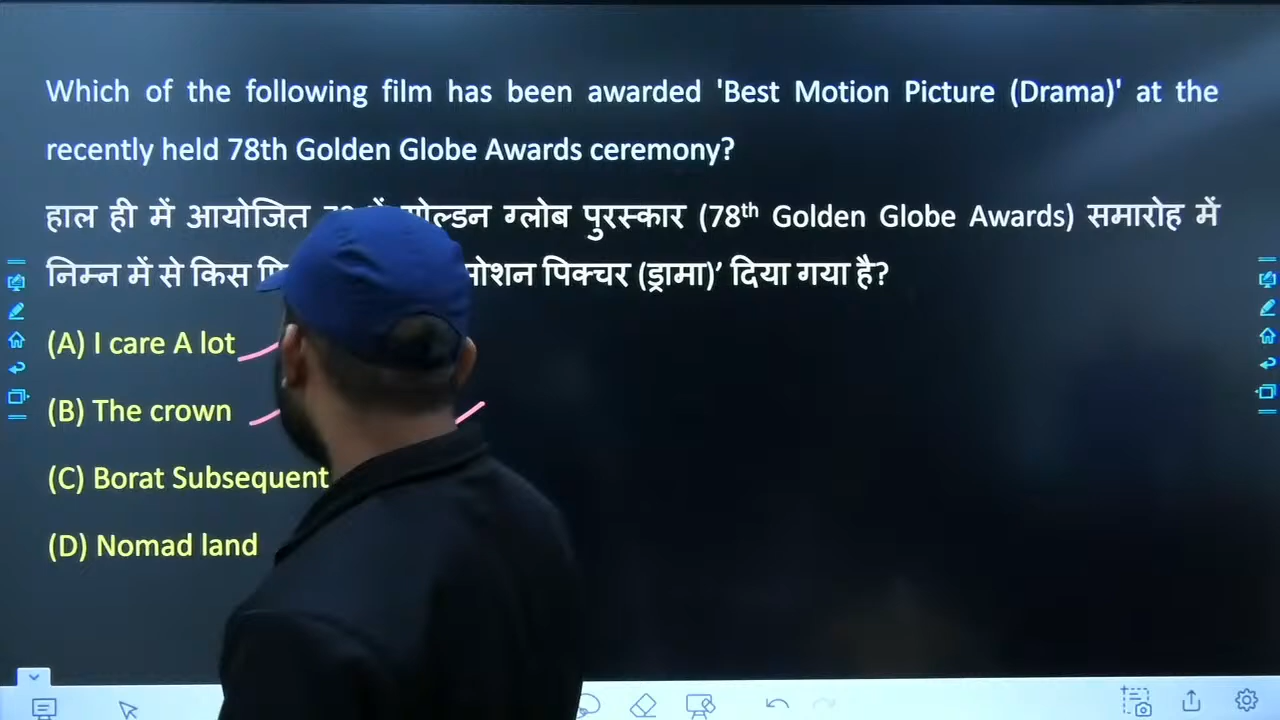 Which of the following film has been awarded 'Best Motion Picture (Drama)' at the
recently held 78th Golden Globe Awards ceremony?
हाल ही में आयोजित गोल्डन ग्लोब पुरस्कार (78th Golden Globe Awards) समारोह में
निम्न में से किस मोशन पिक्चर (ड्रामा)’ दिया गया है?
(A) I care A lot
(B) The crown
(C) Borat Subsequent
(D) Nomad land